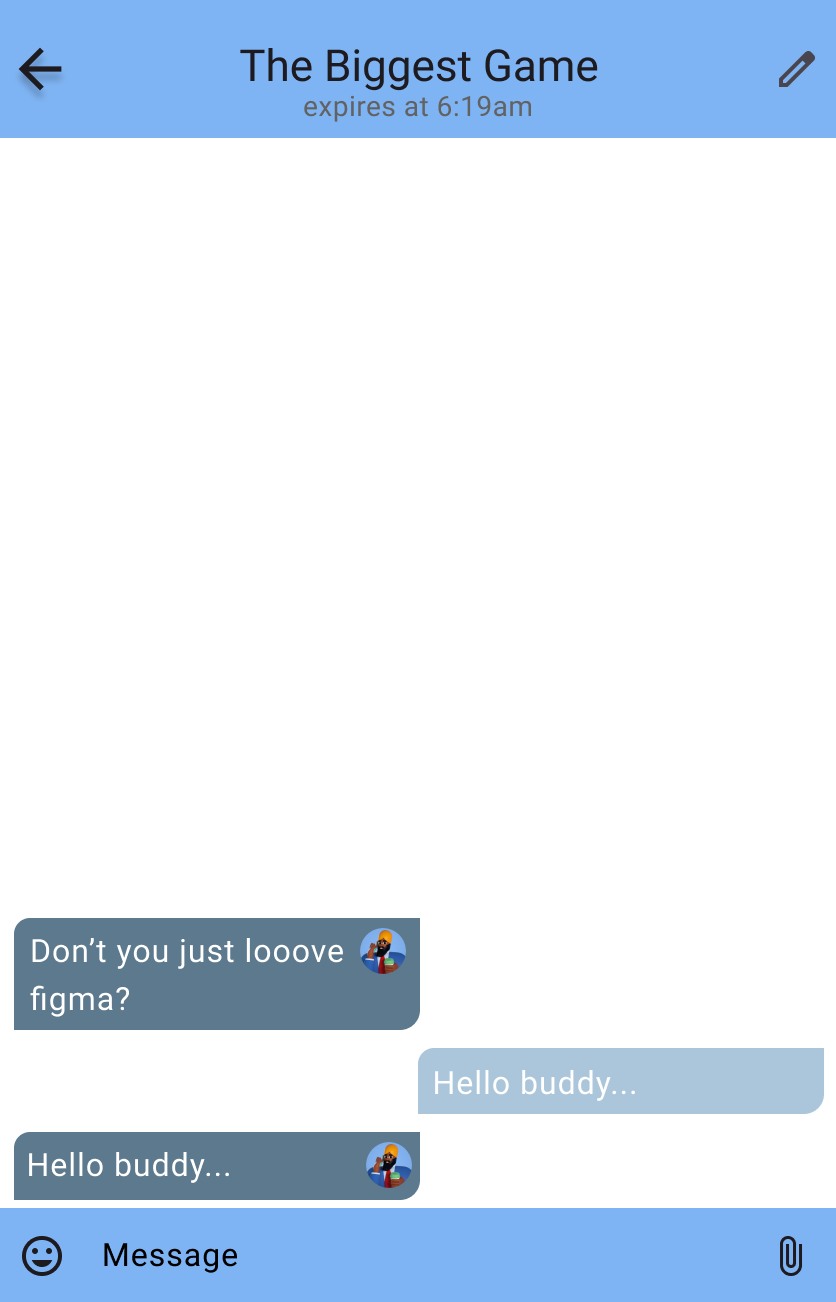 The Biggest Game
expires at 6:19am
Don’t you just looove
figma?
Hello buddy...
Hello buddy...
Message